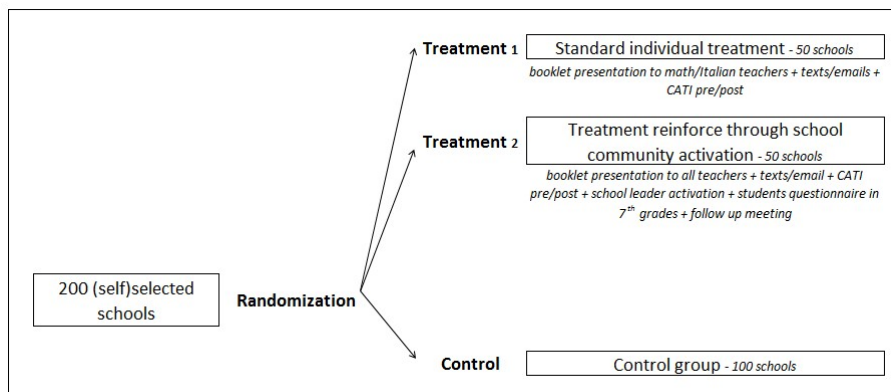 Treatment 1
Standard individual treatment - 50 schools
booklet presentation to math/Italian teachers + texts/emails +
CATI pre/post
Treatment 2
Treatment reinforce through school
community activation - 50 schools
booklet presentation to all teachers + texts/email + CATI
pre/post + school leader activation + students questionnaire in
7th grades + follow up meeting
200 (self)selected
schools
Randomization
Control
Control group - 100 schools